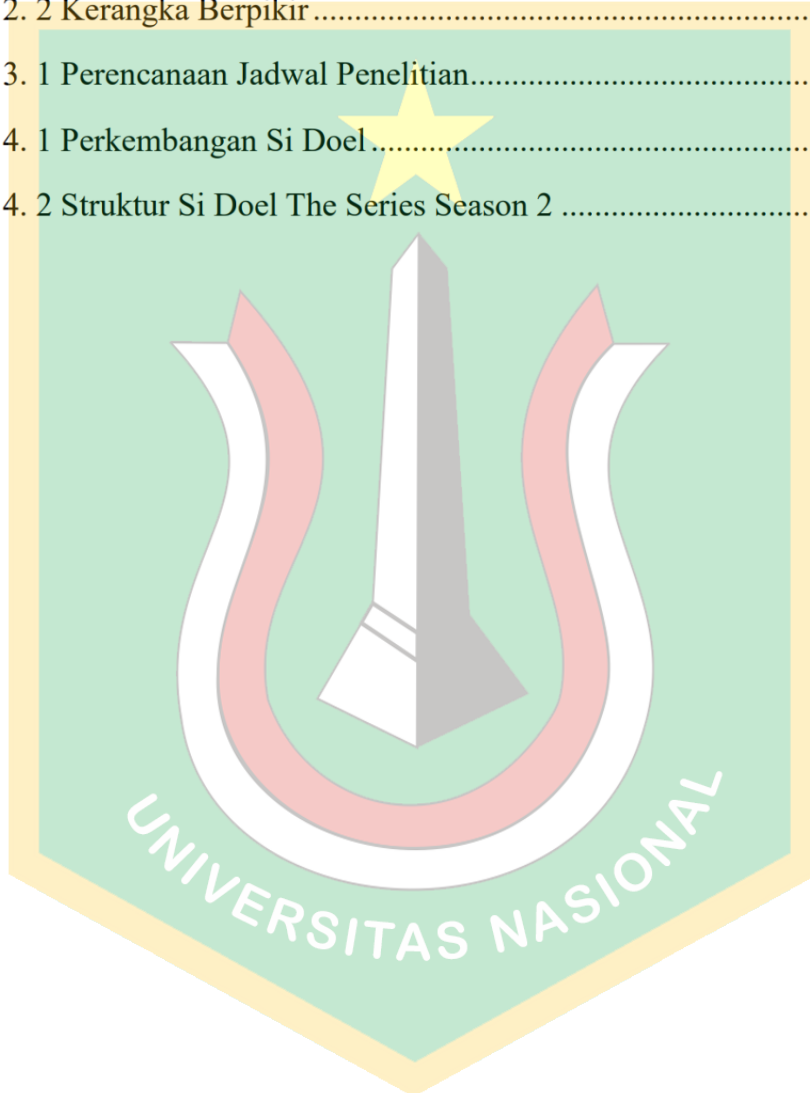 2. 2 Kerangka Berpikir............................................................
3. 1 Perencanaan Jadwal Penelitian.........................................
4. 1 Perkembangan Si Doel.....................................................
4. 2 Struktur Si Doel The Series Season 2 ..............................
UNIVERSITAS NASIONAL